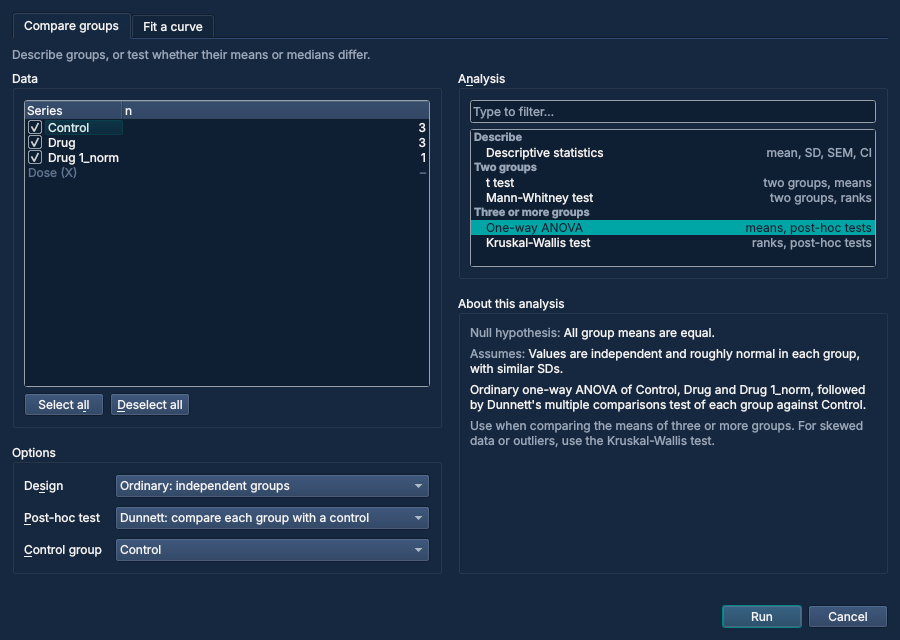 Compare groups
Fit a curve
Describe groups, or test whether their means or medians differ.
Data
Series n
Control 3
Drug 3
Drug 1_norm 1
Dose (X) –
Select all
Deselect all
Options
Design Ordinary: independent groups
Post-hoc test Dunnett: compare each group with a control
Control group Control
Analysis
Type to filter...
Describe
Descriptive statistics mean, SD, SEM, CI
Two groups
t test two groups, means
Mann-Whitney test two groups, ranks
Three or more groups
One-way ANOVA means, post-hoc tests
Kruskal-Wallis test ranks, post-hoc tests
About this analysis
Null hypothesis: All group means are equal.
Assumes: Values are independent and roughly normal in each group,
with similar SDs.
Ordinary one-way ANOVA of Control, Drug and Drug 1_norm, followed
by Dunnett's multiple comparisons test of each group against Control.
Use when comparing the means of three or more groups. For skewed
data or outliers, use the Kruskal-Wallis test.
Run
Cancel